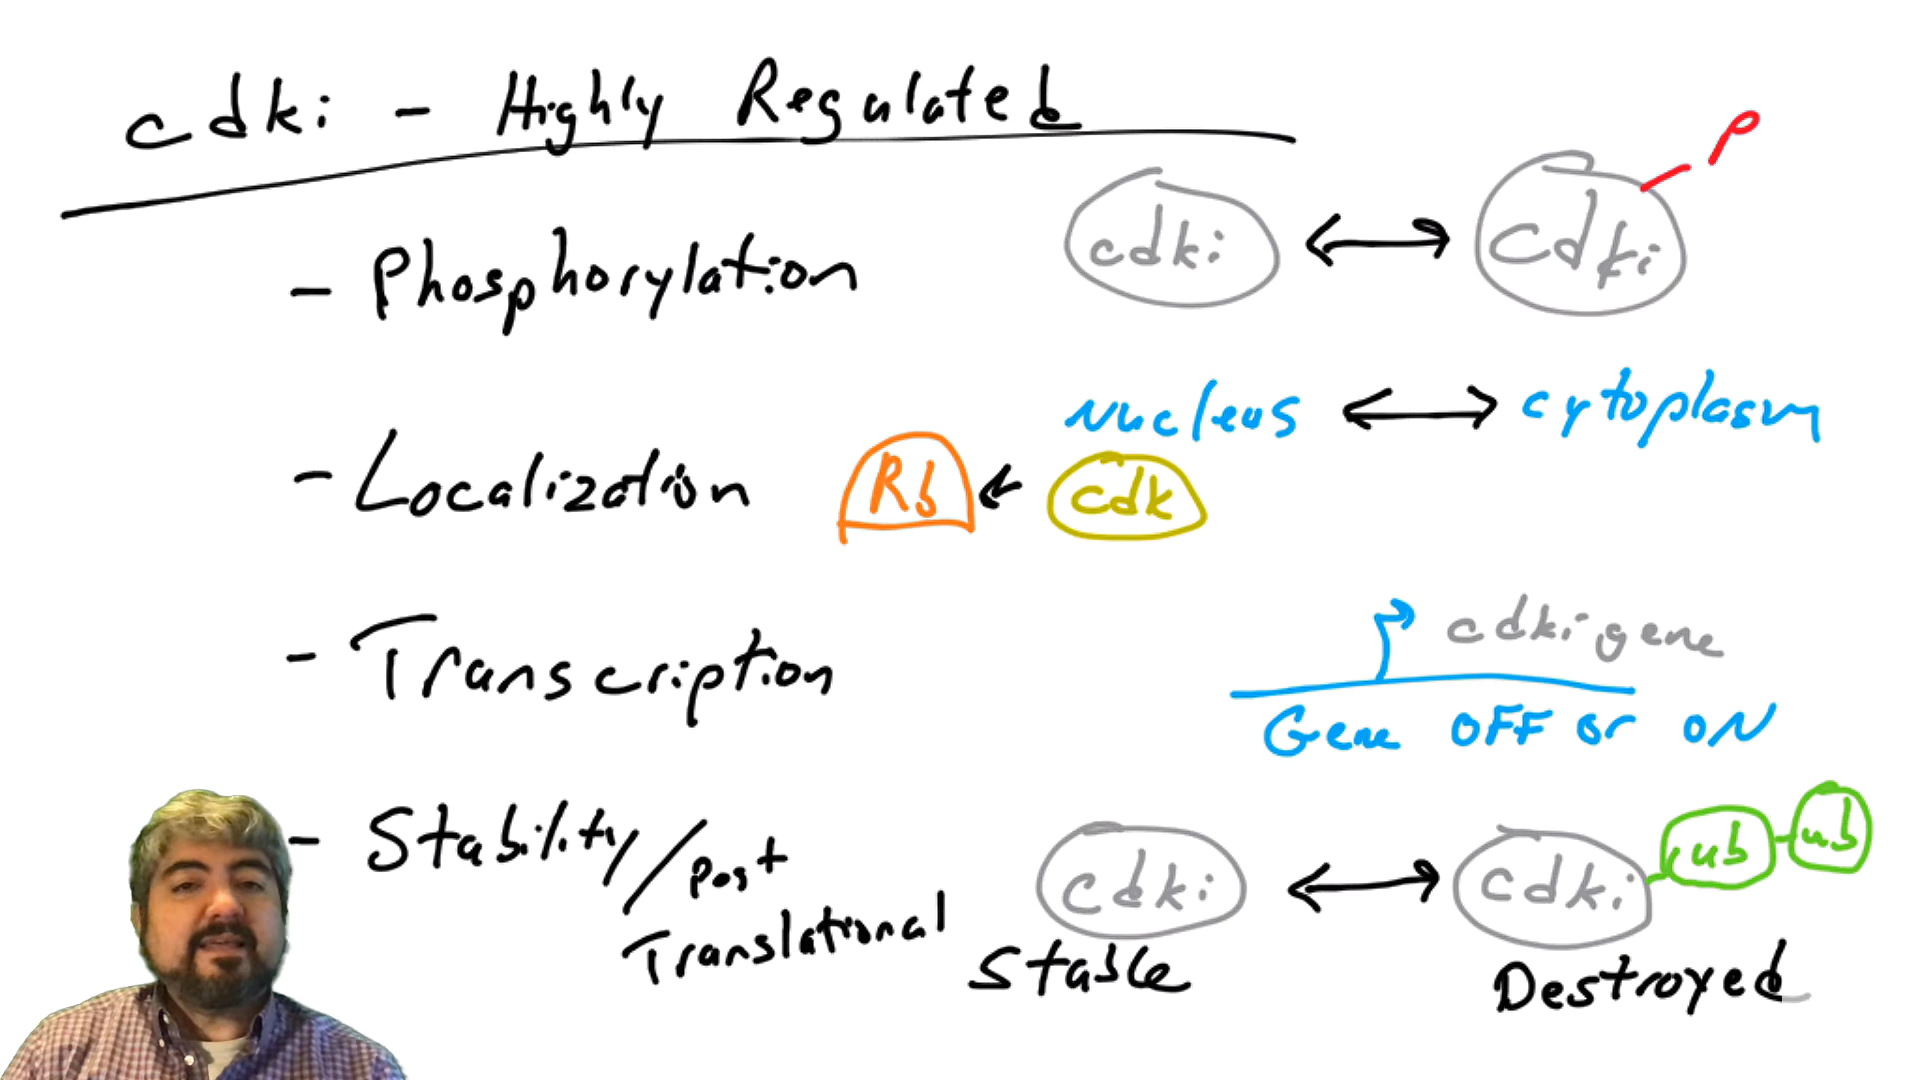 cdki - Highly Regulated
- Phosphorylation
cdki ↔ cdki - P
nucleus ↔ cytoplasm
- Localization
Rb ← cdk
cdki gene
- Transcription
Gene OFF or ON
- Stability / Post
Translational
cdki ↔ cdki - ub - ub
Stable
Destroyed